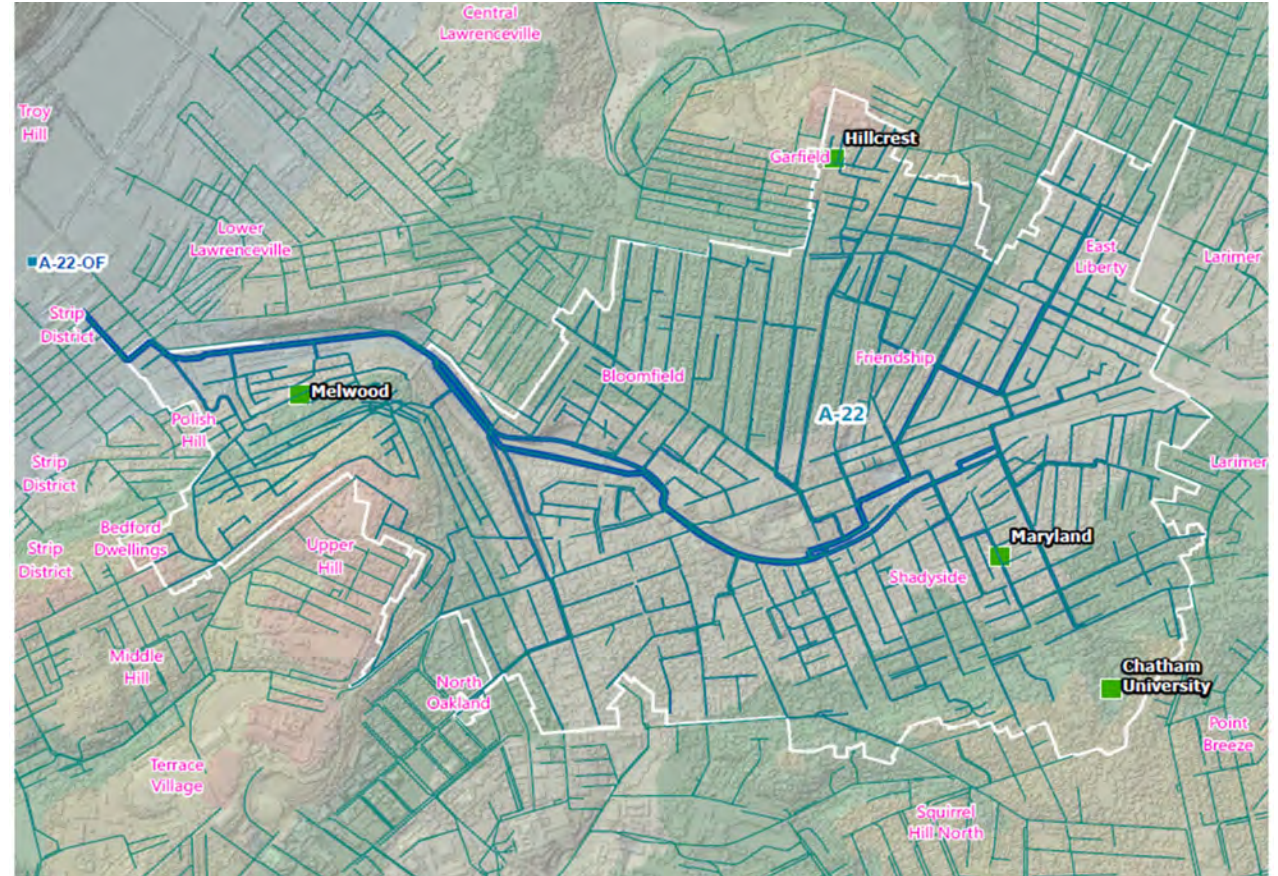 Central
Lawrenceville
Troy
Hill
Hillcrest
Garfield
Lower
Lawrenceville
East
Liberty
Larimer
A-22-OF
Strip
District
Friendship
Bloomfield
Melwood
A-22
Polish
Hill
Strip
District
Larimer
Bedford
Dwellings
Upper
Hill
Strip
District
Maryland
Shadyside
Middle
Hill
North
Oakland
Chatham
University
Point
Breeze
Terrace
Village
Squirrel
Hill North